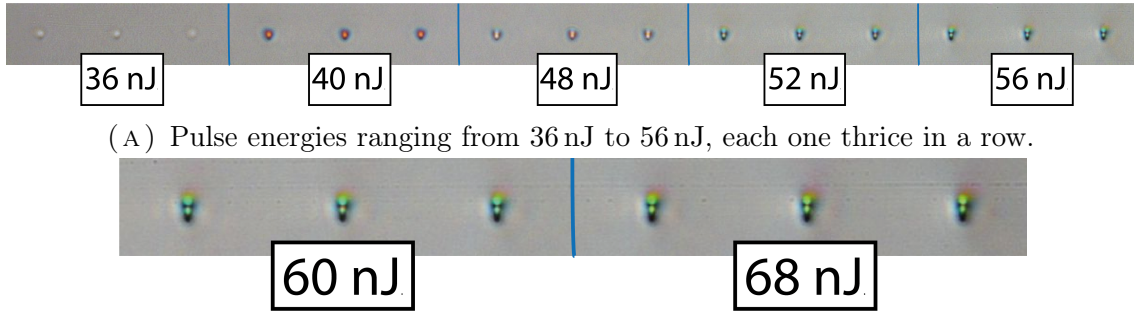 36 nJ 40 nJ 48 nJ 52 nJ 56 nJ
(A) Pulse energies ranging from 36 nJ to 56 nJ, each one thrice in a row.
60 nJ 68 nJ